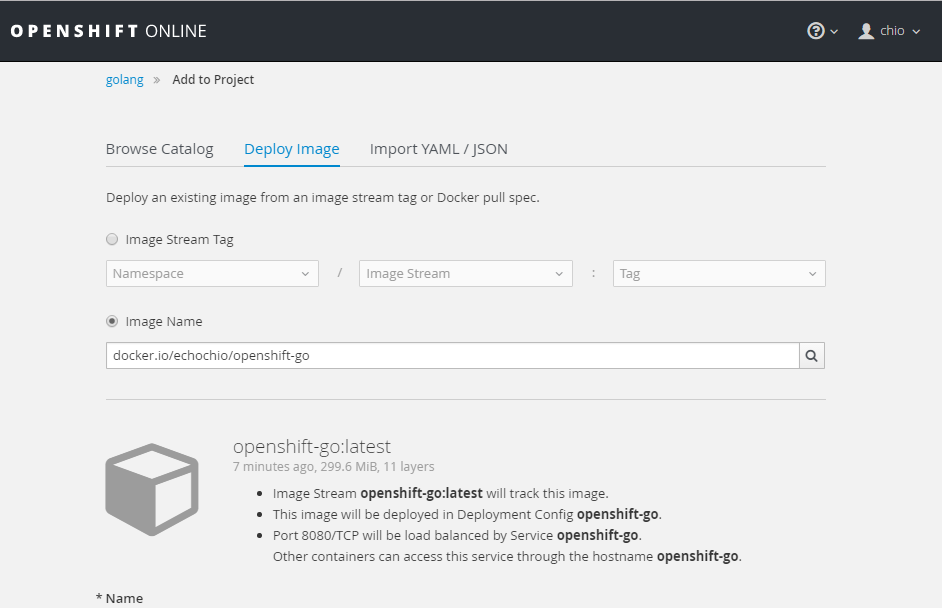 OPENSHIFT ONLINE
? chio
golang » Add to Project
Browse Catalog Deploy Image Import YAML / JSON
Deploy an existing image from an image stream tag or Docker pull spec.
Image Stream Tag
Namespace / Image Stream : Tag
Image Name
docker.io/echochio/openshift-go
openshift-go:latest
7 minutes ago, 299.6 MiB, 11 layers
• Image Stream openshift-go:latest will track this image.
• This image will be deployed in Deployment Config openshift-go.
• Port 8080/TCP will be load balanced by Service openshift-go.
Other containers can access this service through the hostname openshift-go.
* Name